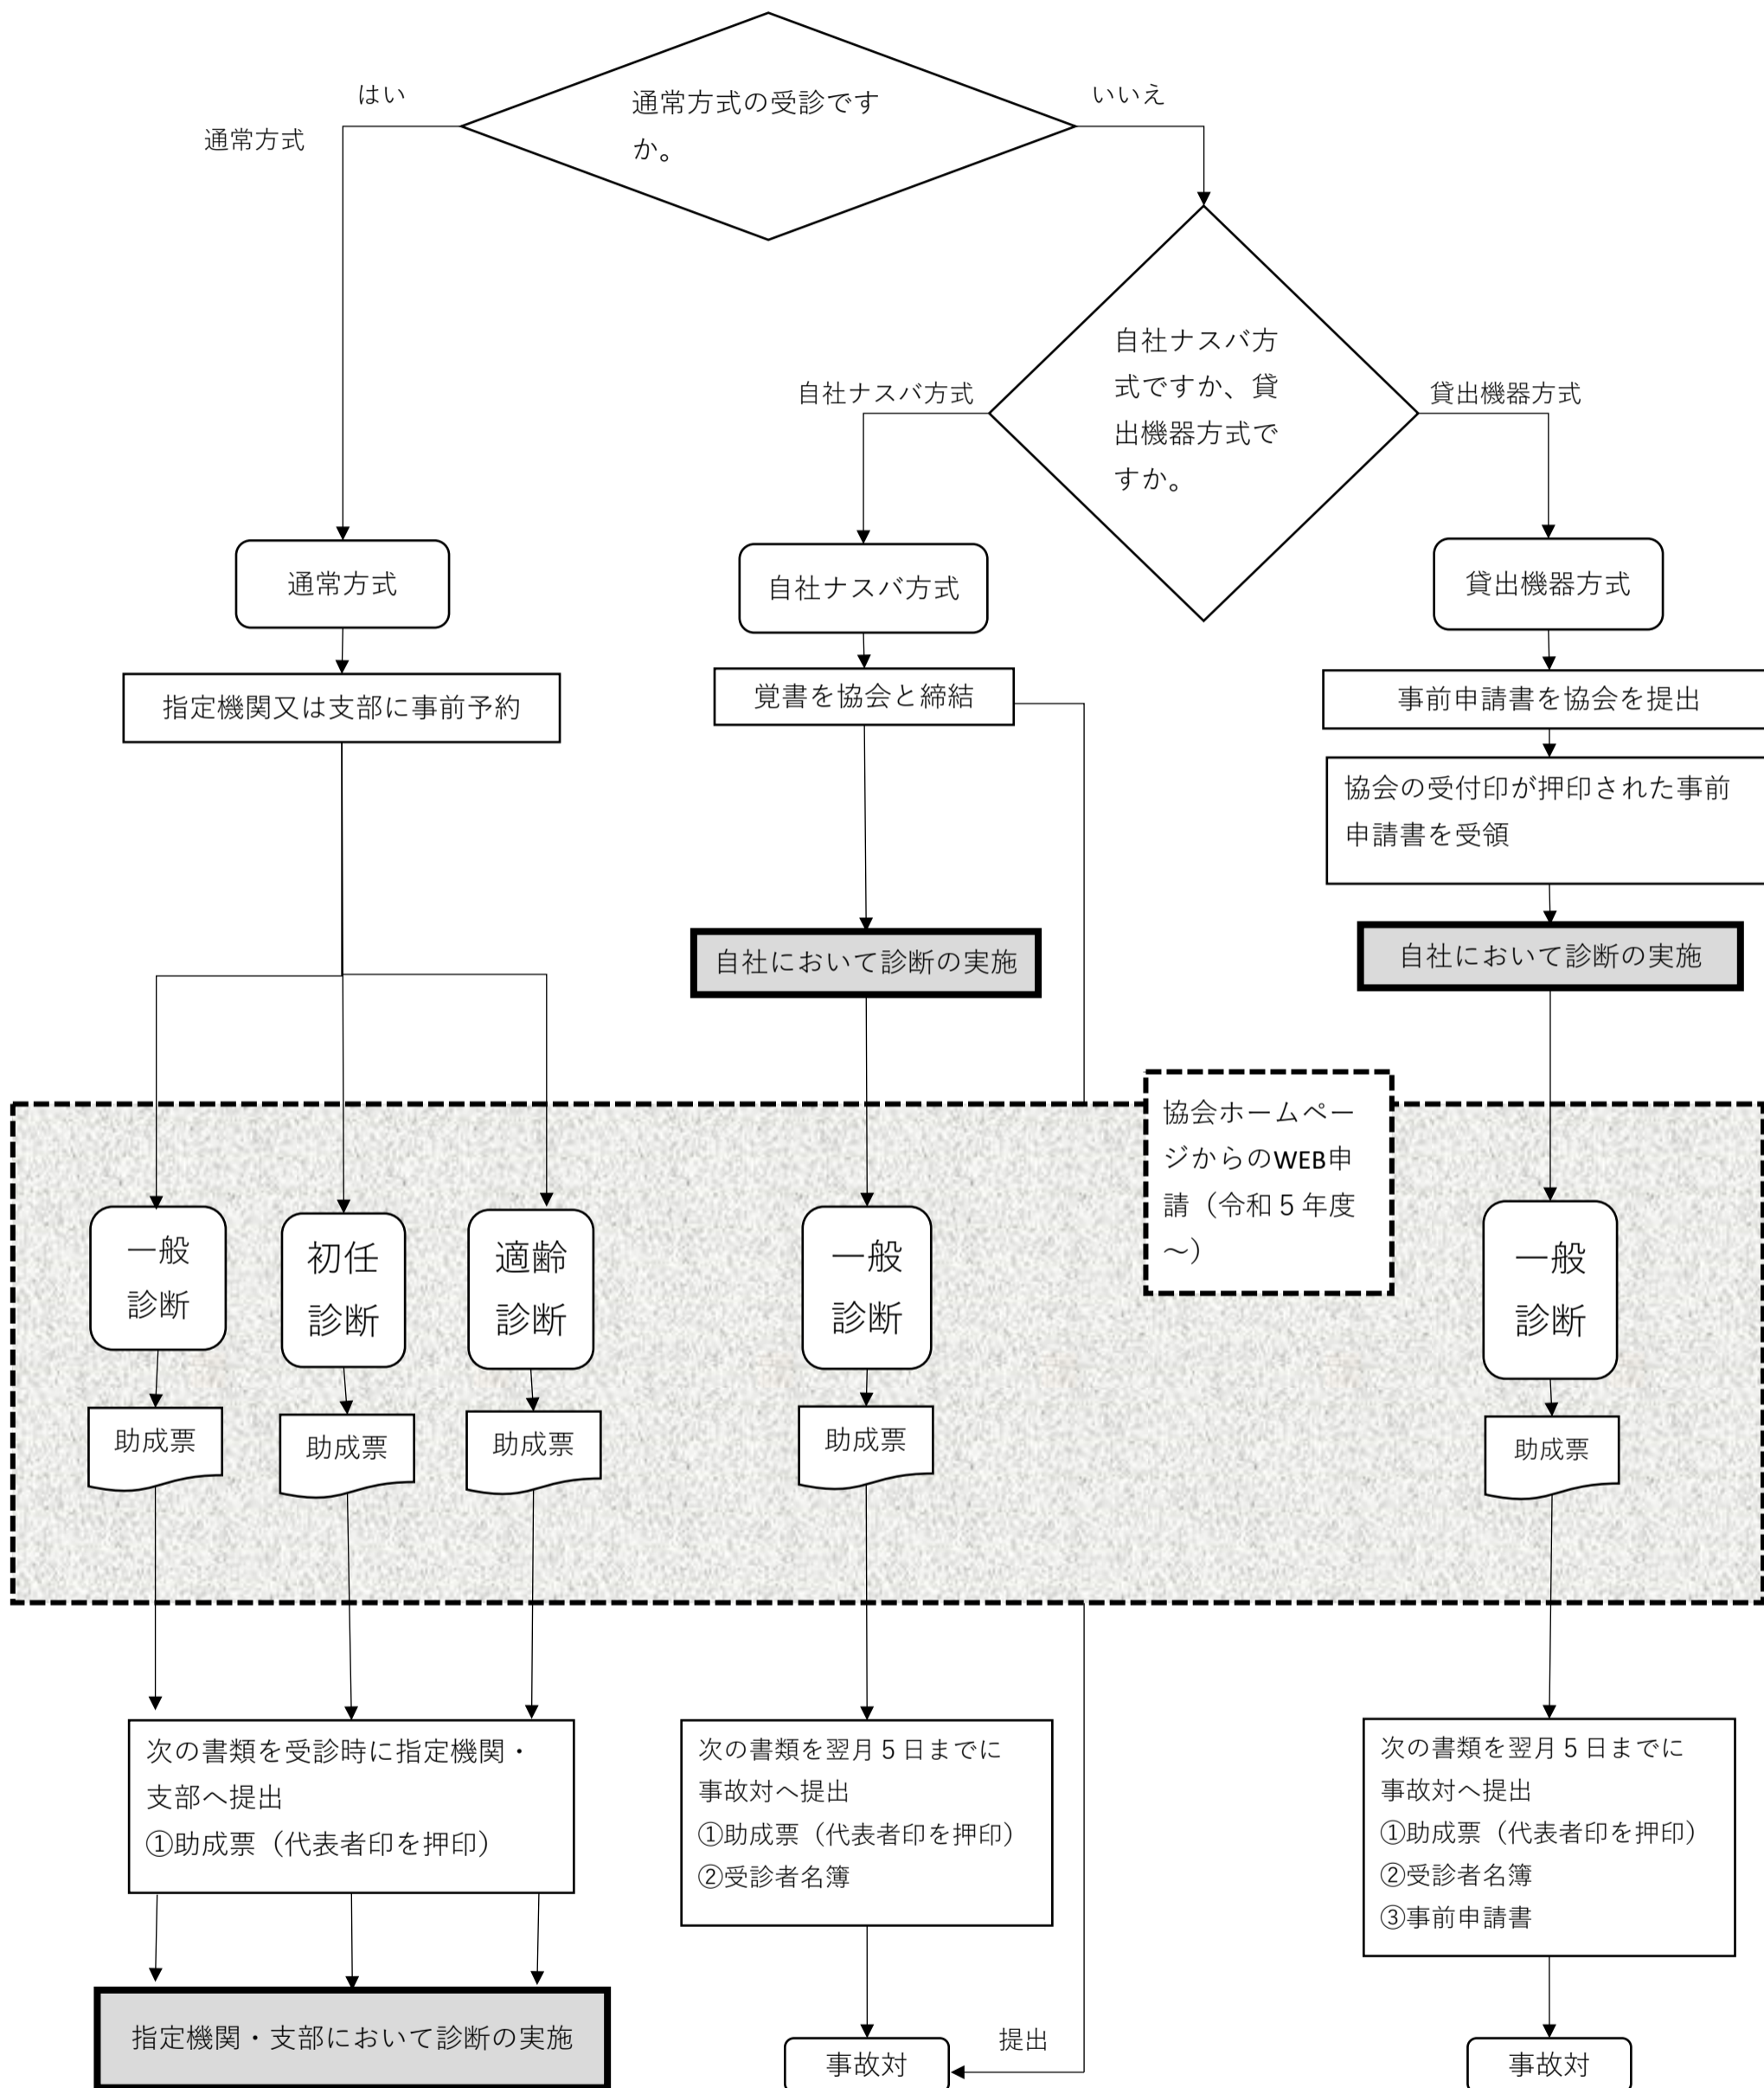 はい
通常方式の受診です
か。
いいえ
通常方式
自社ナスバ方
式ですか、貸
出機器方式で
すか。
自社ナスバ方式
貸出機器方式
通常方式
自社ナスバ方式
貸出機器方式
指定機関又は支部に事前予約
覚書を協会と締結
事前申請書を協会を提出
協会の受付印が押印された事前
申請書を受領
自社において診断の実施
自社において診断の実施
協会ホームペー
ジからのWEB申
請（令和５年度
～）
一般
診断
初任
診断
適齢
診断
一般
診断
一般
診断
助成票
助成票
助成票
助成票
助成票
次の書類を受診時に指定機関・
支部へ提出
①助成票（代表者印を押印）
次の書類を翌月５日までに
事故対へ提出
①助成票（代表者印を押印）
②受診者名簿
次の書類を翌月５日までに
事故対へ提出
①助成票（代表者印を押印）
②受診者名簿
③事前申請書
指定機関・支部において診断の実施
事故対
提出
事故対